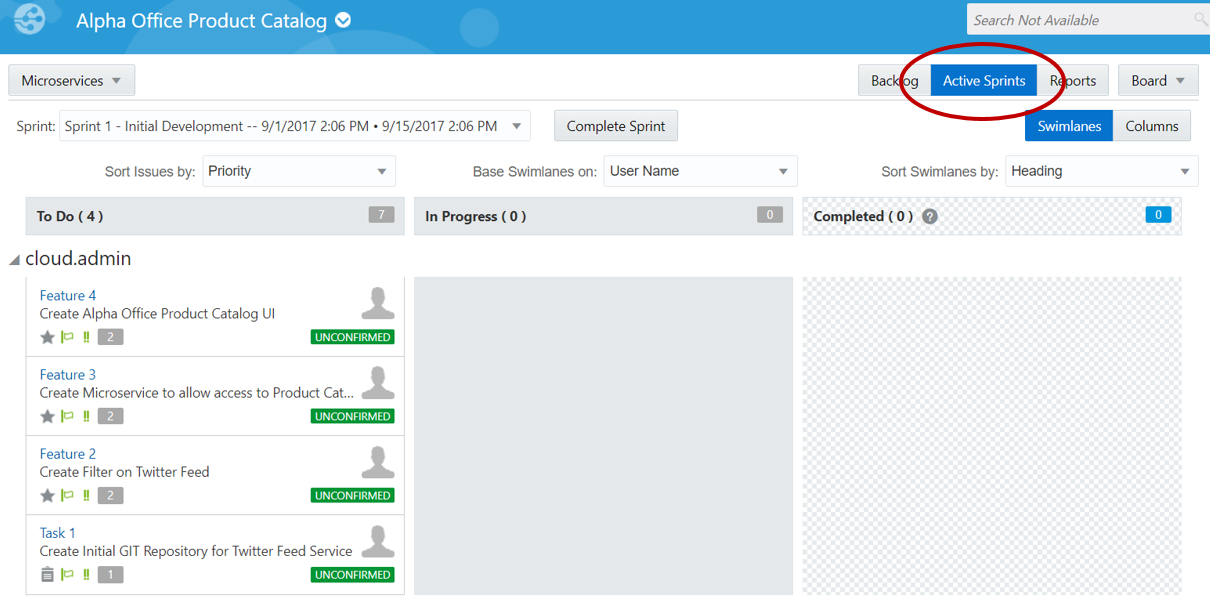 Alpha Office Product Catalog
Search Not Available
Microservices
Backlog
Active Sprints
Reports
Board
Sprint: Sprint 1 - Initial Development -- 9/1/2017 2:06 PM • 9/15/2017 2:06 PM
Complete Sprint
Swimlanes
Columns
Sort Issues by: Priority
Base Swimlanes on: User Name
Sort Swimlanes by: Heading
To Do ( 4 ) 7
In Progress ( 0 ) 0
Completed ( 0 ) ? 0
cloud.admin
Feature 4
Create Alpha Office Product Catalog UI
!! 2 UNCONFIRMED
Feature 3
Create Microservice to allow access to Product Cat...
!! 2 UNCONFIRMED
Feature 2
Create Filter on Twitter Feed
!! 2 UNCONFIRMED
Task 1
Create Initial GIT Repository for Twitter Feed Service
!! 1 UNCONFIRMED